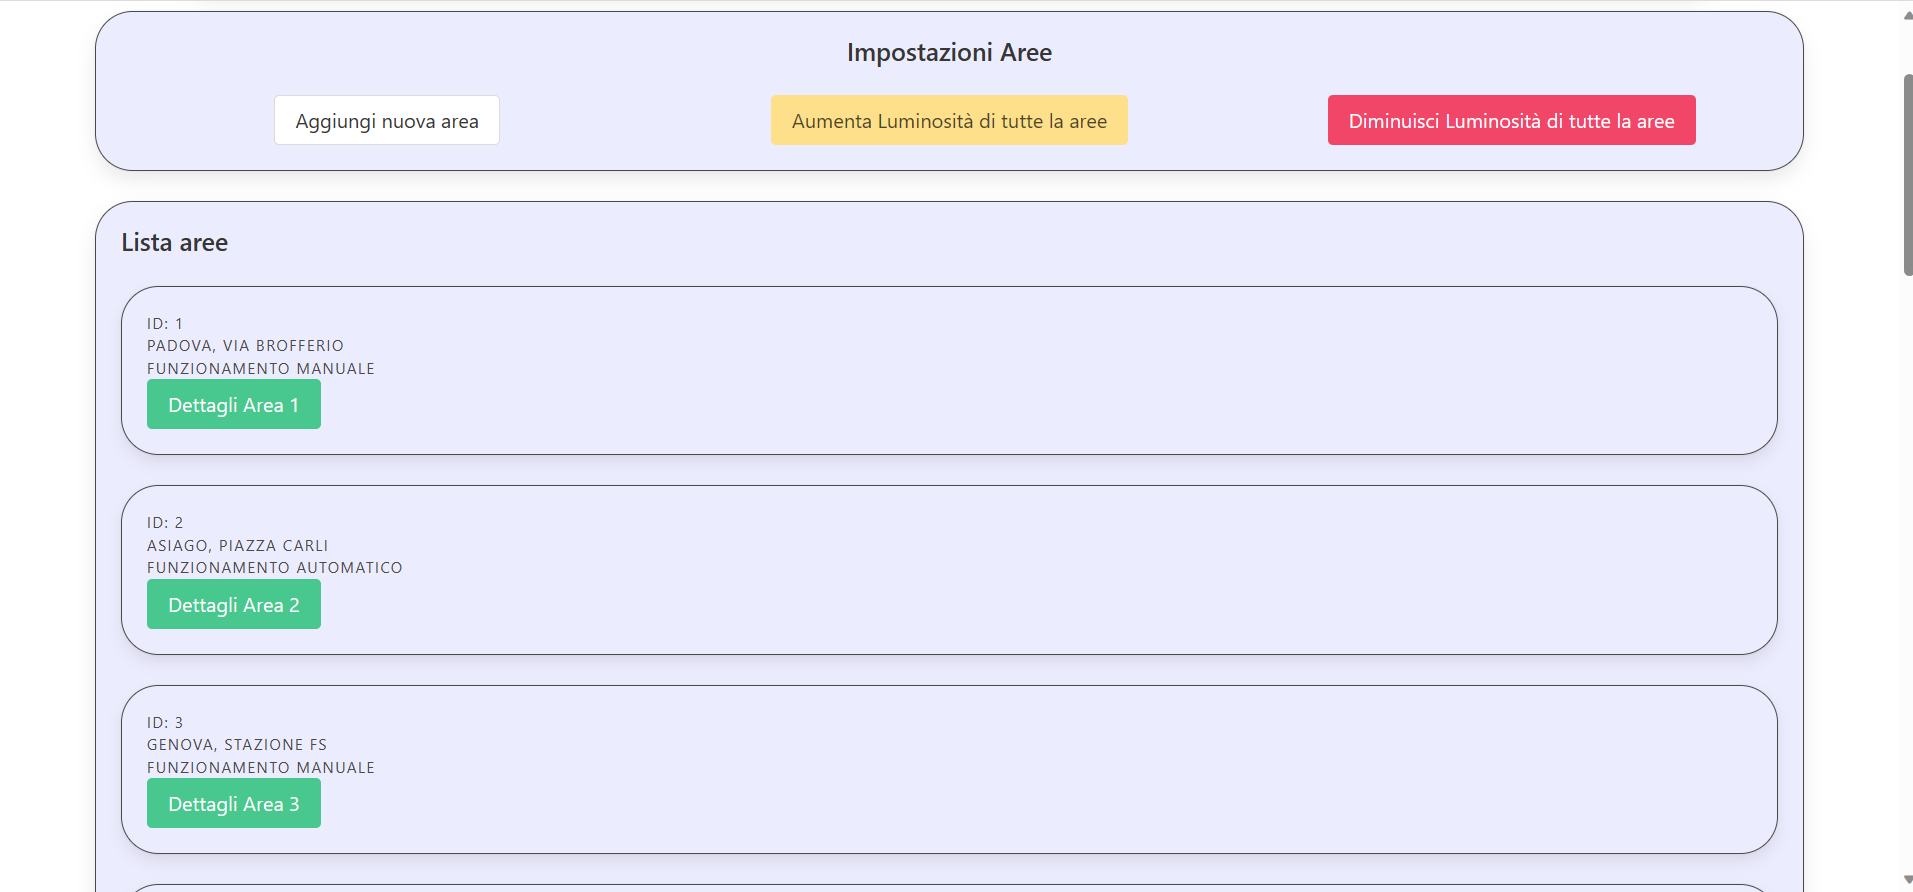 Impostazioni Aree
Aggiungi nuova area
Aumenta Luminosità di tutte la aree
Diminuisci Luminosità di tutte la aree
Lista aree
ID: 1
PADOVA, VIA BROFFERIO
FUNZIONAMENTO MANUALE
Dettagli Area 1
ID: 2
ASIAGO, PIAZZA CARLI
FUNZIONAMENTO AUTOMATICO
Dettagli Area 2
ID: 3
GENOVA, STAZIONE FS
FUNZIONAMENTO MANUALE
Dettagli Area 3